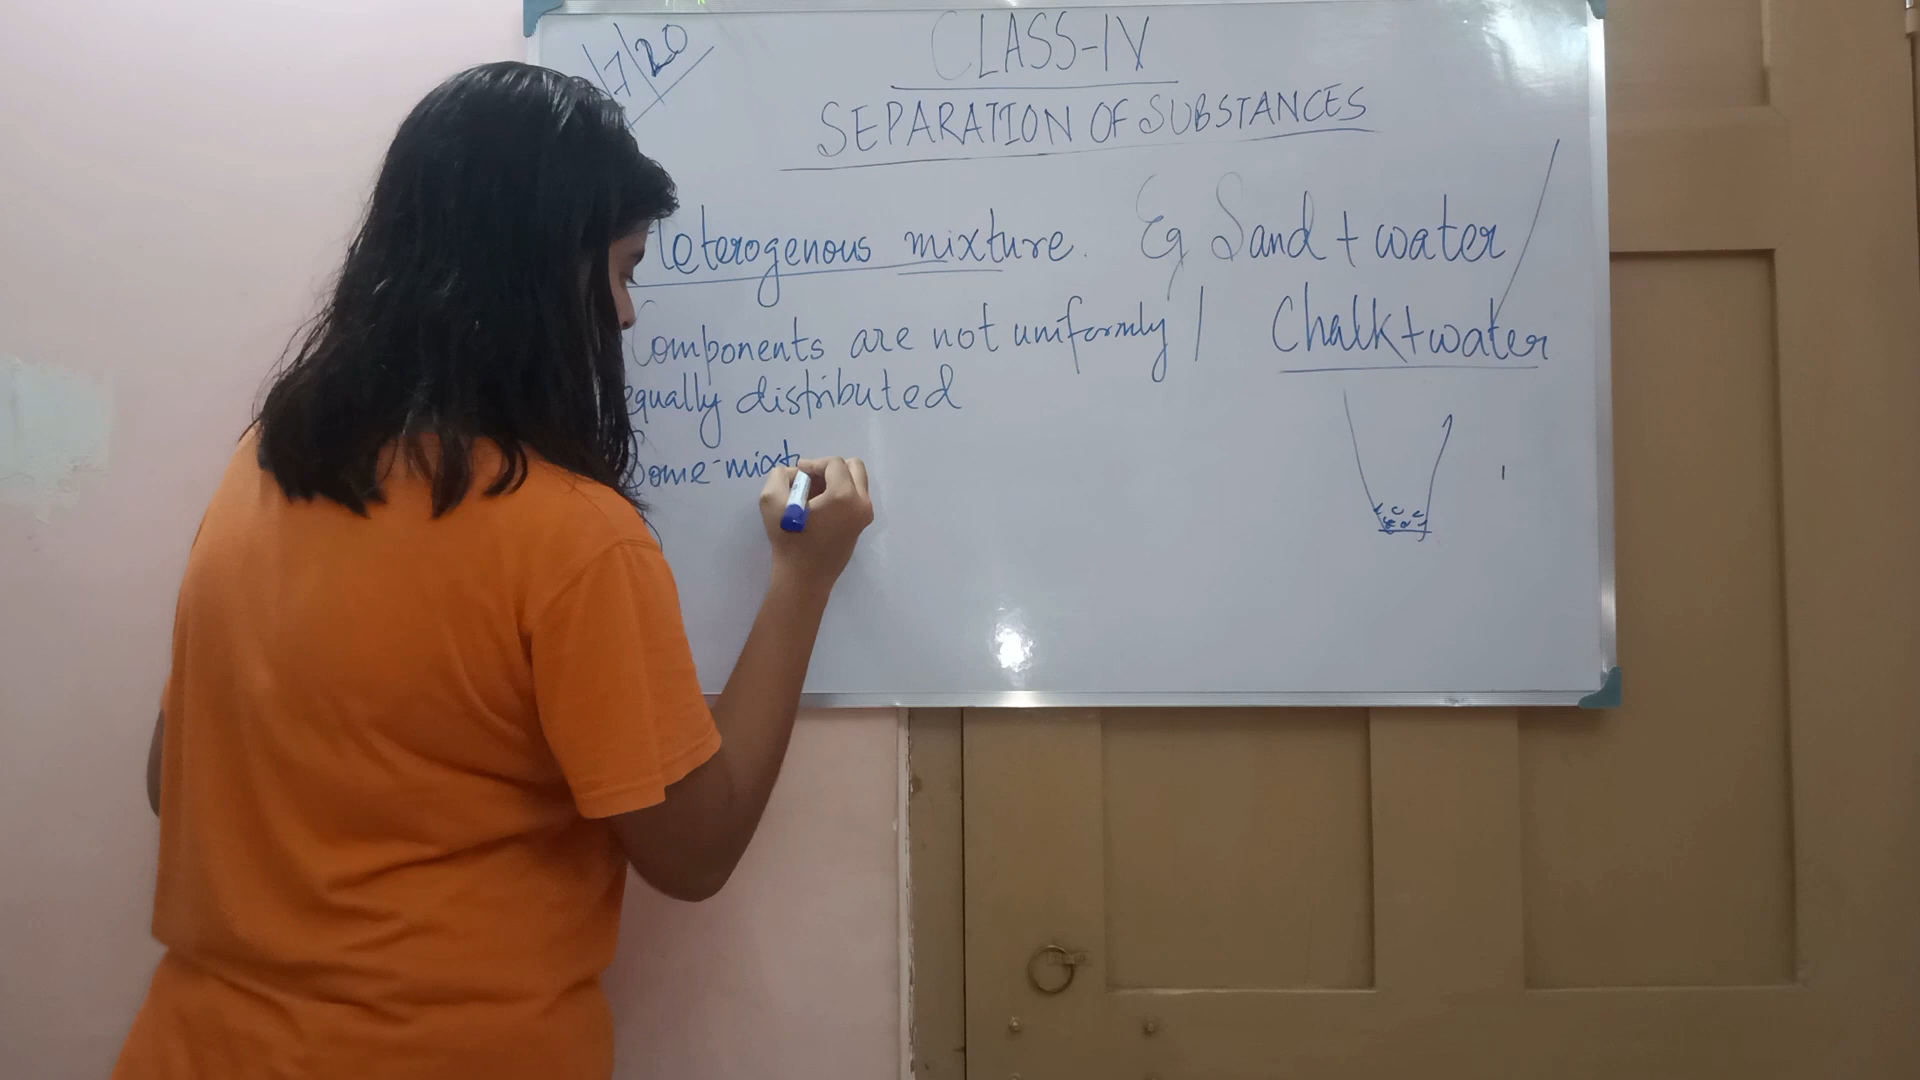 /7/20
CLASS-IV
SEPARATION OF SUBSTANCES
Heterogenous mixture. Eg Sand + water /
Components are not uniformly / Chalk + water
equally distributed
Some mixt